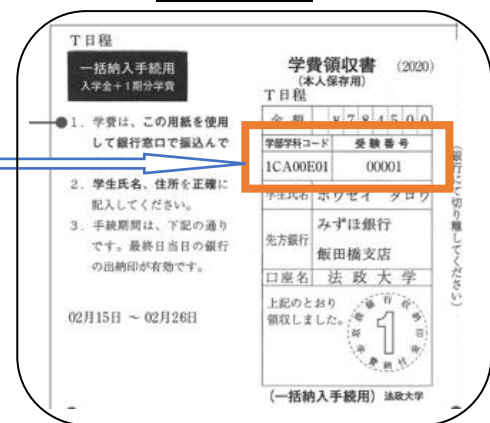 T日程
一括納入手続用
入学金+1期分学費
1. 学費は、この用紙を使用
して銀行窓口で振込んで
2. 学生氏名、住所を正確に
記入してください。
3. 手続期間は、下記の通り
です。最終日当日の銀行
の出納印が有効です。
02月15日 ～02月26日
学費領収書 (2020)
(本人保存用)
T日程
金 額 ¥784500
学部学科コード 受験番号
1CA00E01 00001
学生氏名 ホウセイ タロウ
先方銀行 みずほ銀行
飯田橋支店
口座名 法政大学
上記のとおり
領収しました。
1
(一括納入手続用) 法政大学
(銀行にて切り離してください)